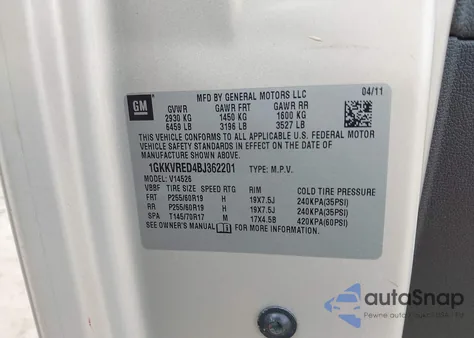 GM
MFD BY GENERAL MOTORS LLC
04/11
GVWR GAWR FRT GAWR RR
2930 KG 1450 KG 1600 KG
6459 LB 3196 LB 3527 LB
THIS VEHICLE CONFORMS TO ALL APPLICABLE U.S. FEDERAL MOTOR
VEHICLE SAFETY STANDARDS IN EFFECT ON THE DATE OF
MANUFACTURE SHOWN ABOVE.
1GKKVRED4BJ362201 TYPE: M.P.V.
MODEL: V14526
VBBF TIRE SIZE SPEED RTG RIM COLD TIRE PRESSURE
FRT P255/60R19 H 19X7.5J 240KPA(35PSI)
RR P255/60R19 H 19X7.5J 240KPA(35PSI)
SPA T145/70R17 M 17X4.5B 420KPA(60PSI)
SEE OWNER'S MANUAL FOR MORE INFORMATION.
autoSnap
Pewne auto